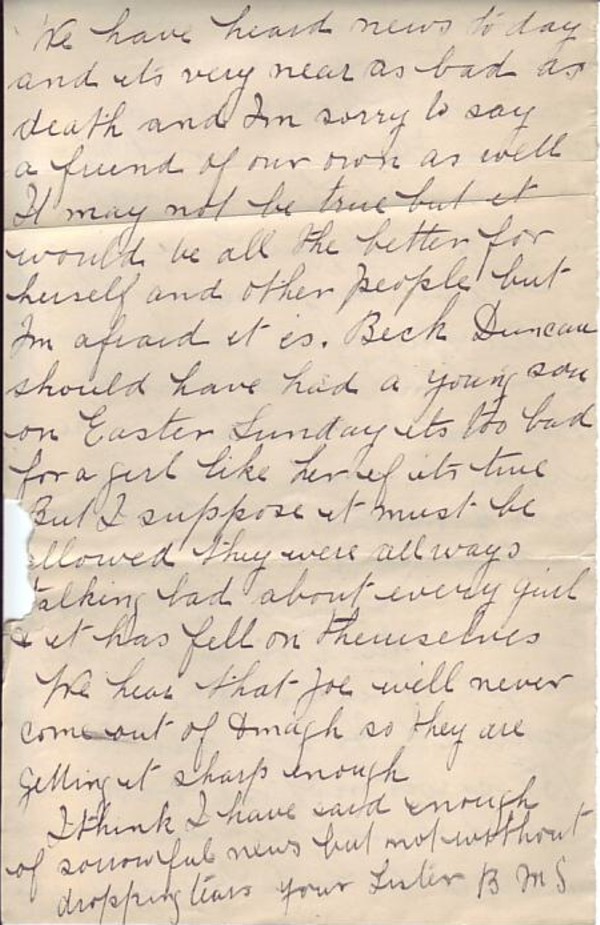 We have heard news to day
and its very near as bad as
death and Im sorry to say
a friend of our own as well
It may not be true but it
would be all the better for
herself and other people but
Im afraid it is. Beck Duncan
should have had a young son
on Easter Sunday its too bad
for a girl like her if its true
But I suppose it must be
allowed they were allways
talking bad about every girl
& it has fell on themselves
We hear that Joe will never
come out of Omagh so they are
getting it sharp enough
I think I have said enough
of sorrowful news but not without
dropping tears your Sister B McS